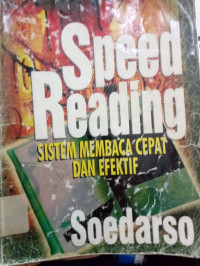 Speed
Reading
SISTEM MEMBACA CEPAT
DAN EFEKTIF
Soedarso